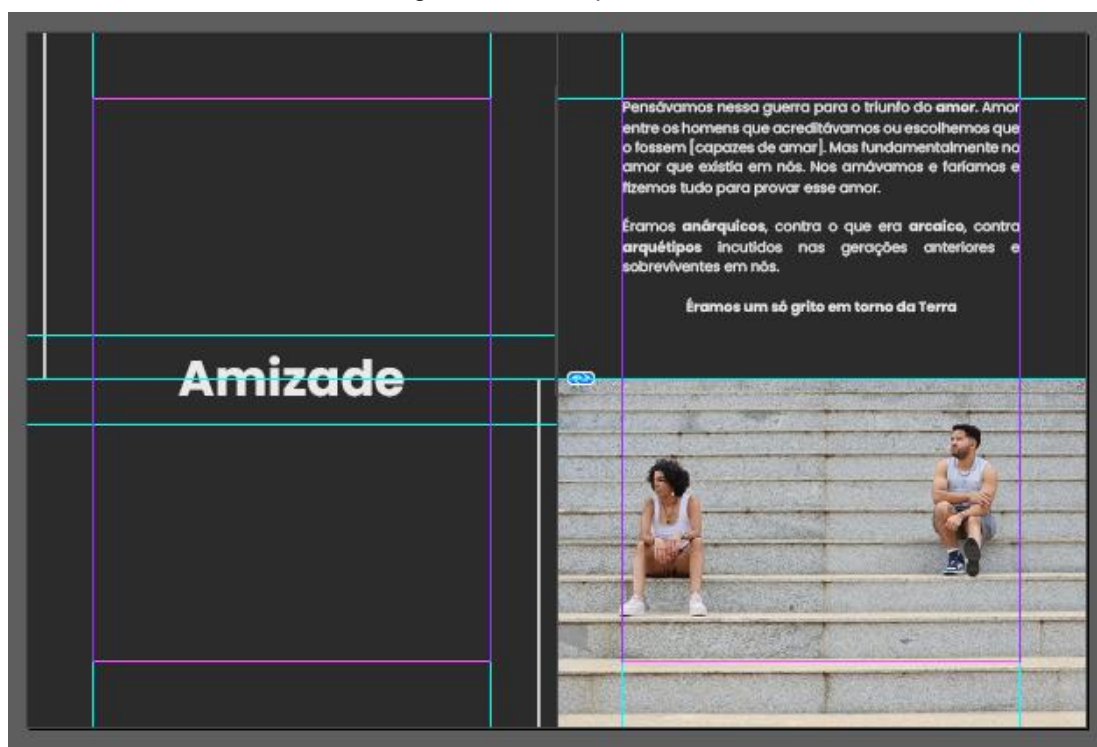 Amizade
Pensávamos nessa guerra para o triunfo do amor. Amor
entre os homens que acreditávamos ou escolhemos que
o fossem [capazes de amar]. Mas fundamentalmente no
amor que existia em nós. Nos amávamos e faríamos e
fizemos tudo para provar esse amor.
Éramos anárquicos, contra o que era arcaico, contra
arquétipos incutidos nas gerações anteriores e
sobreviventes em nós.
Éramos um só grito em torno da Terra